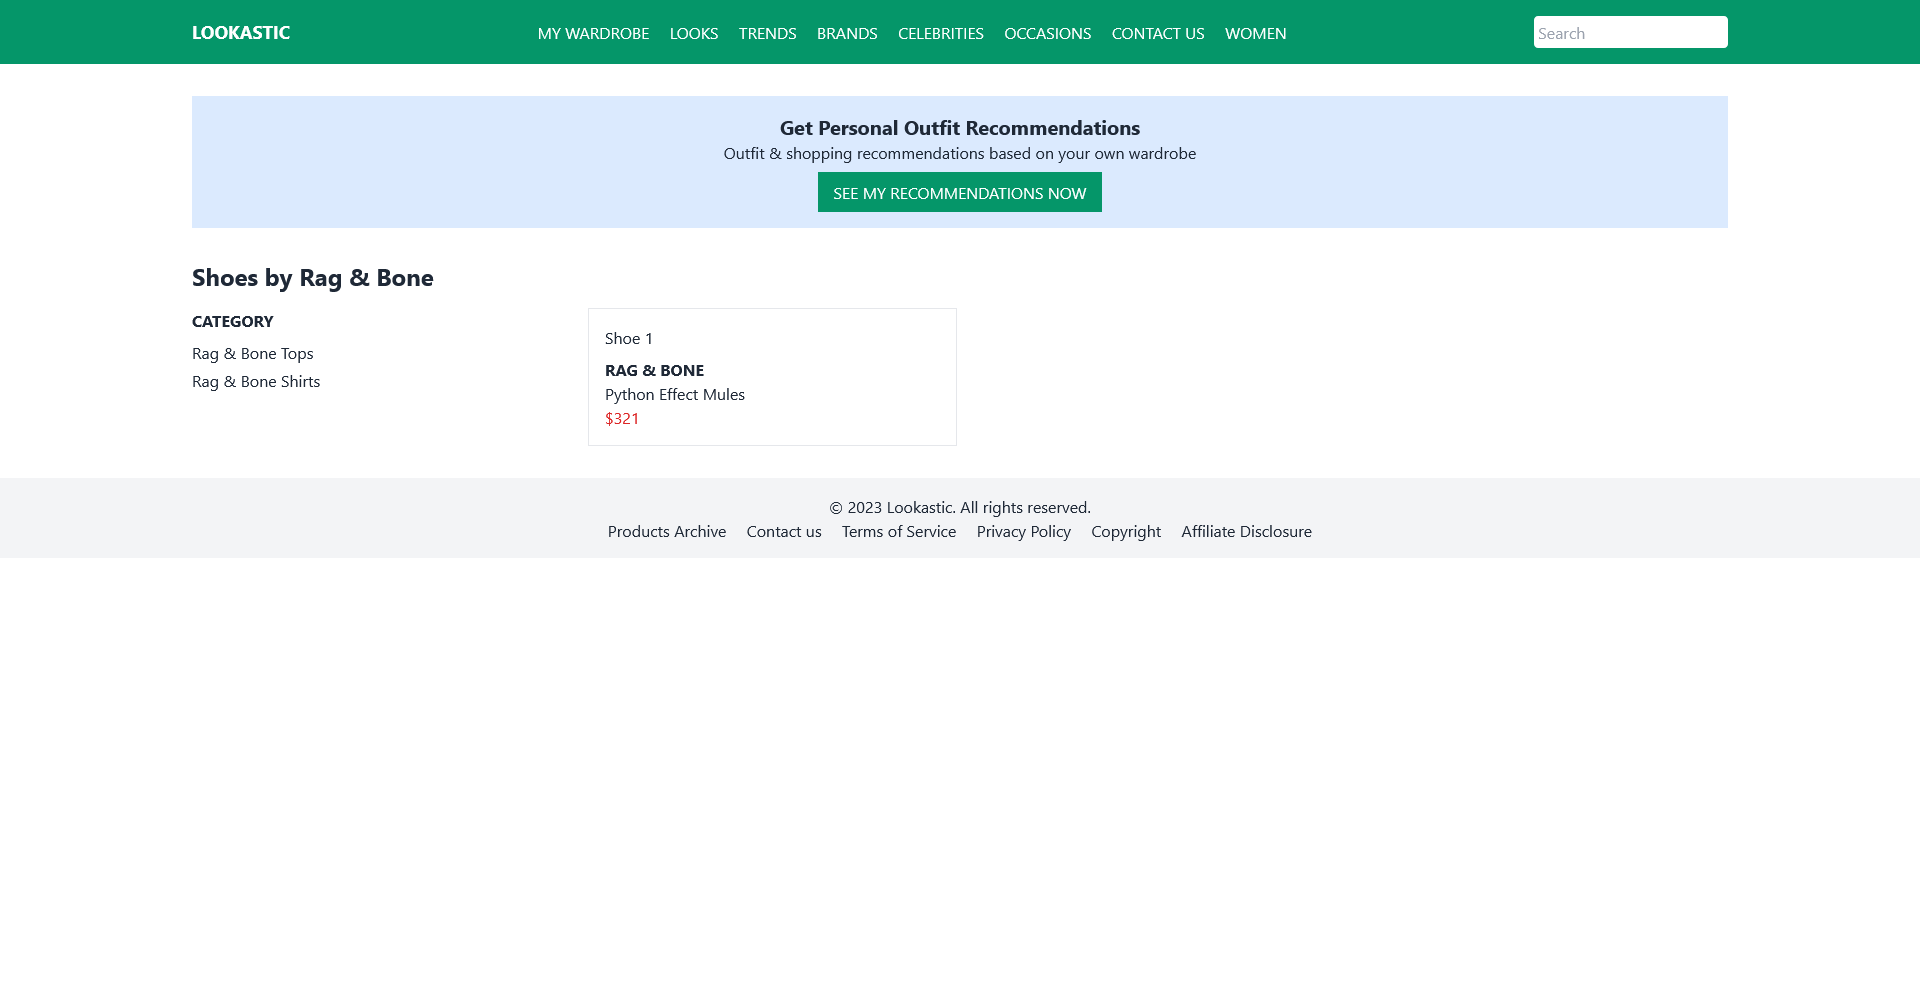 LOOKASTIC
MY WARDROBE LOOKS TRENDS BRANDS CELEBRITIES OCCASIONS CONTACT US WOMEN
Search
Get Personal Outfit Recommendations
Outfit & shopping recommendations based on your own wardrobe
SEE MY RECOMMENDATIONS NOW
Shoes by Rag & Bone
CATEGORY
Rag & Bone Tops
Rag & Bone Shirts
Shoe 1
RAG & BONE
Python Effect Mules
$321
© 2023 Lookastic. All rights reserved.
Products Archive Contact us Terms of Service Privacy Policy Copyright Affiliate Disclosure